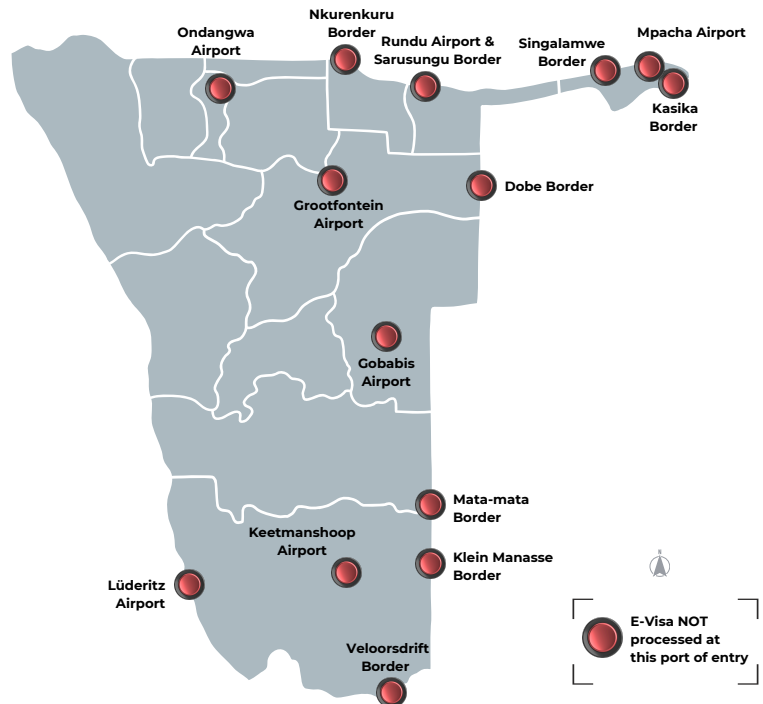 Nkurenkuru
Border
Ondangwa
Airport
Rundu Airport &
Sarusungu Border
Singalamwe
Border
Mpacha Airport
Kasika
Border
Grootfontein
Airport
Dobe Border
Gobabis
Airport
Mata-mata
Border
Keetmanshoop
Airport
Klein Manasse
Border
Lüderitz
Airport
Veloorsdrift
Border
N
E-Visa NOT
processed at
this port of entry